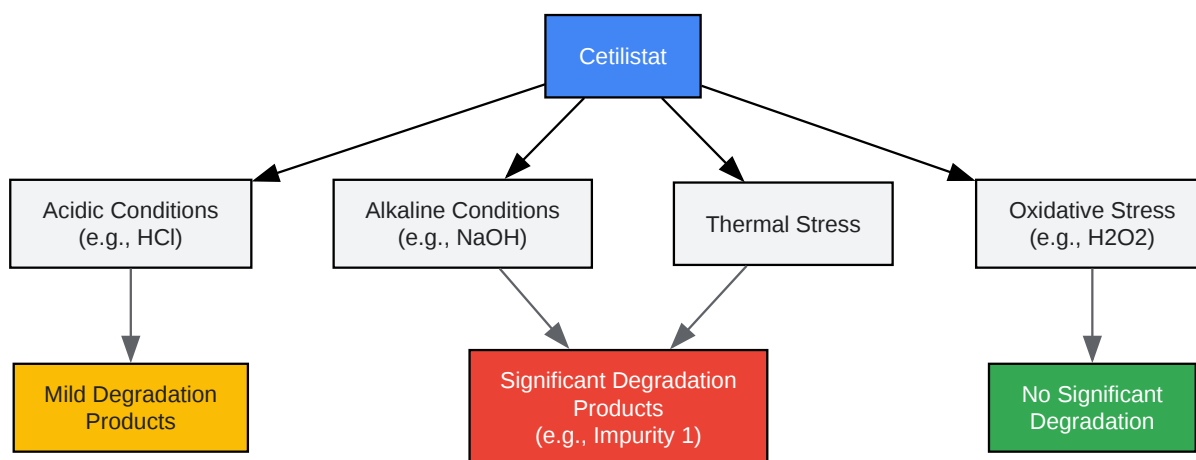 Cetilistat
Acidic Conditions
(e.g., HCl)
Alkaline Conditions
(e.g., NaOH)
Thermal Stress
Oxidative Stress
(e.g., H2O2)
Mild Degradation
Products
Significant Degradation
Products
(e.g., Impurity 1)
No Significant
Degradation